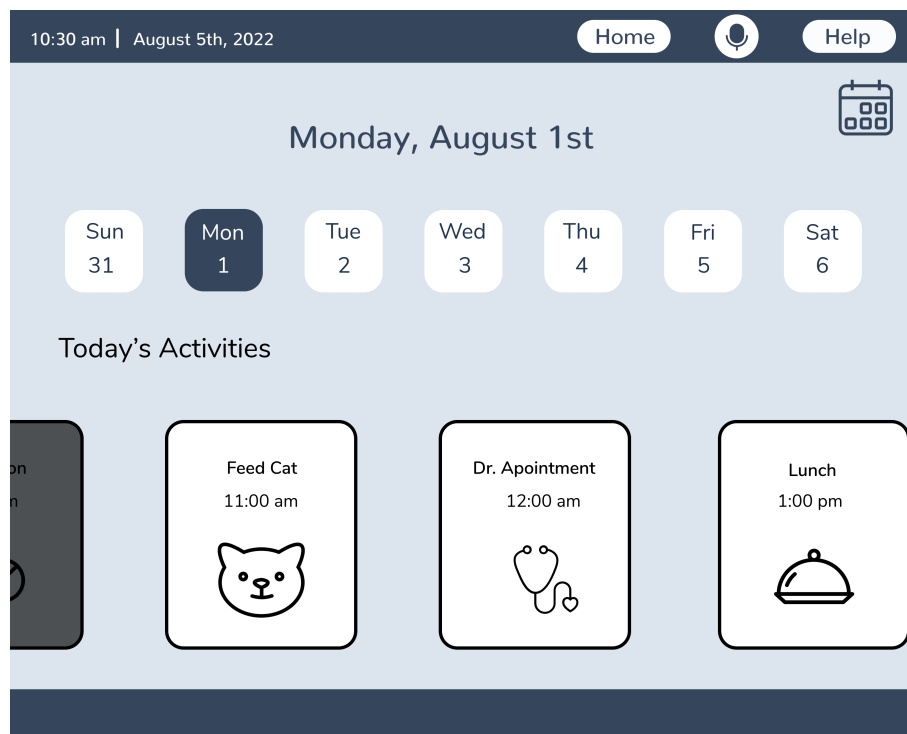 10:30 am | August 5th, 2022
Home
Help
Monday, August 1st
Sun
31
Mon
1
Tue
2
Wed
3
Thu
4
Fri
5
Sat
6
Today’s Activities
on
m
Feed Cat
11:00 am
Dr. Apointment
12:00 am
Lunch
1:00 pm